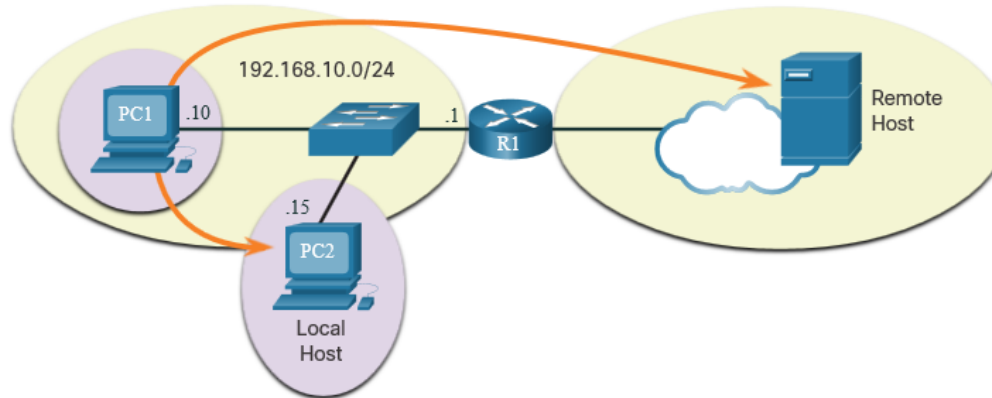 192.168.10.0/24
PC1
.10
.1
R1
Remote
Host
.15
PC2
Local
Host